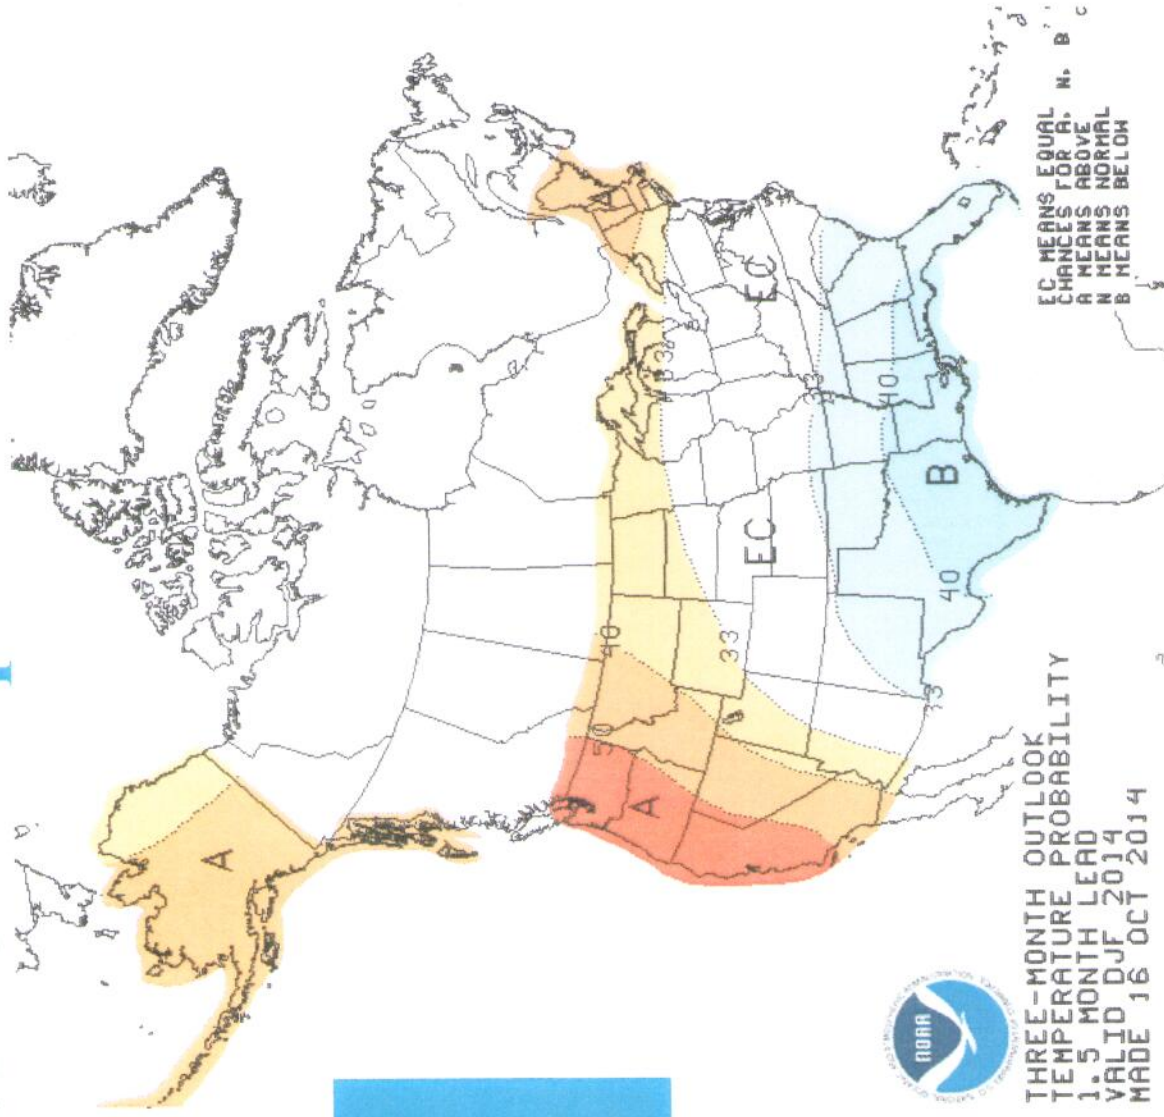 A
A
A
50
40
33
33
EC
EC
33
40
40
33
B
NOAA
THREE-MONTH OUTLOOK
TEMPERATURE PROBABILITY
1.5 MONTH LEAD
VALID DJF 2014
MADE 16 OCT 2014
EC MEANS EQUAL
CHANCES FOR A, N, B
A MEANS ABOVE
N MEANS NORMAL
B MEANS BELOW